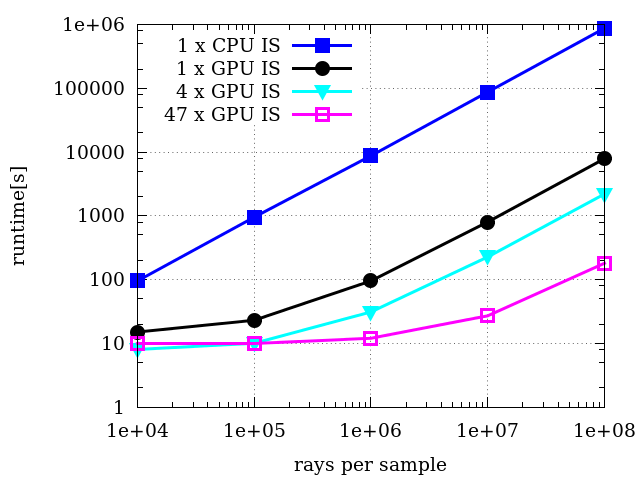 1e+06
100000
10000
1000
100
10
1
1 x CPU IS
1 x GPU IS
4 x GPU IS
47 x GPU IS
runtime[s]
1e+04 1e+05 1e+06 1e+07 1e+08
rays per sample